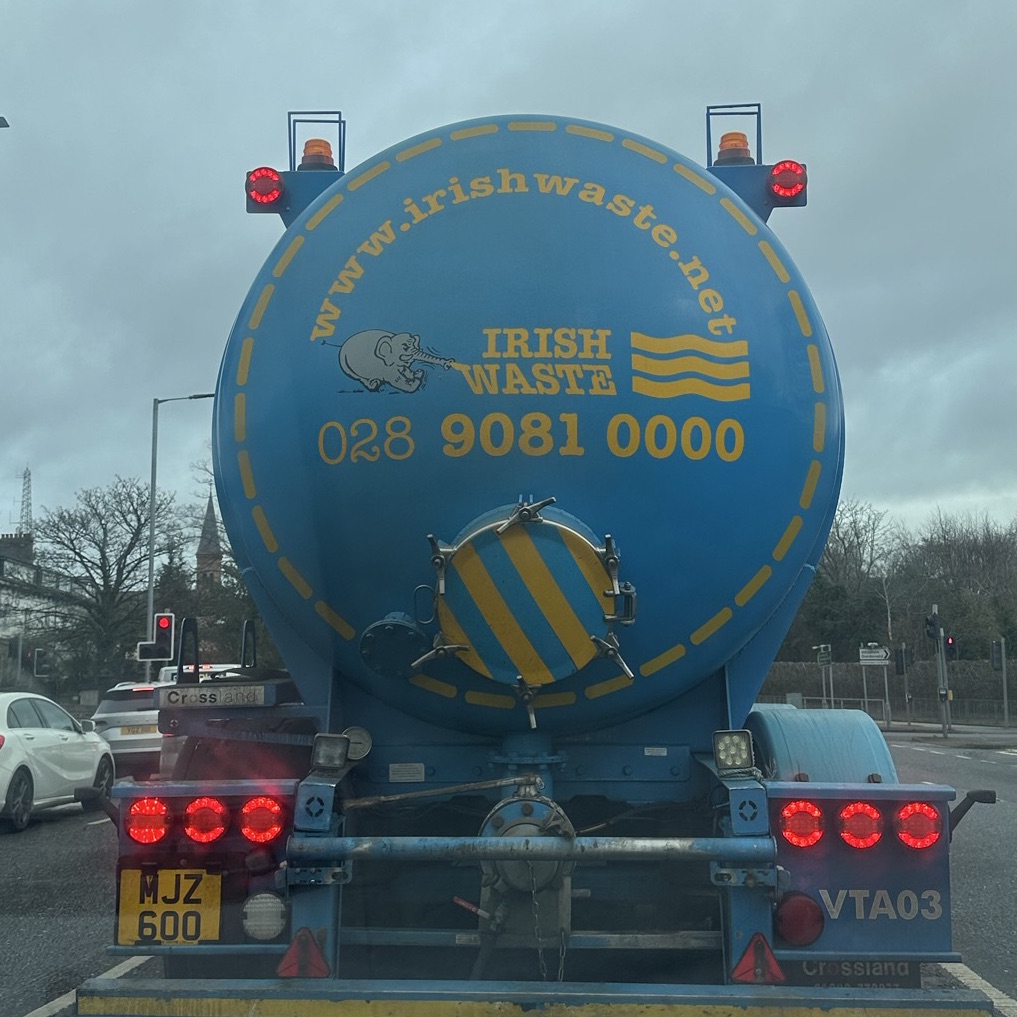 www.irishwaste.net
IRISH
WASTE
028 9081 0000
Crossland
MJZ
600
VTA03
Crossland